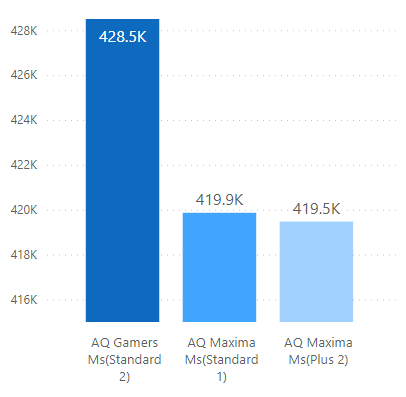 428K
426K
424K
422K
420K
418K
416K
428.5K
419.9K
419.5K
AQ Gamers
Ms(Standard
2)
AQ Maxima
Ms(Standard
1)
AQ Maxima
Ms(Plus 2)